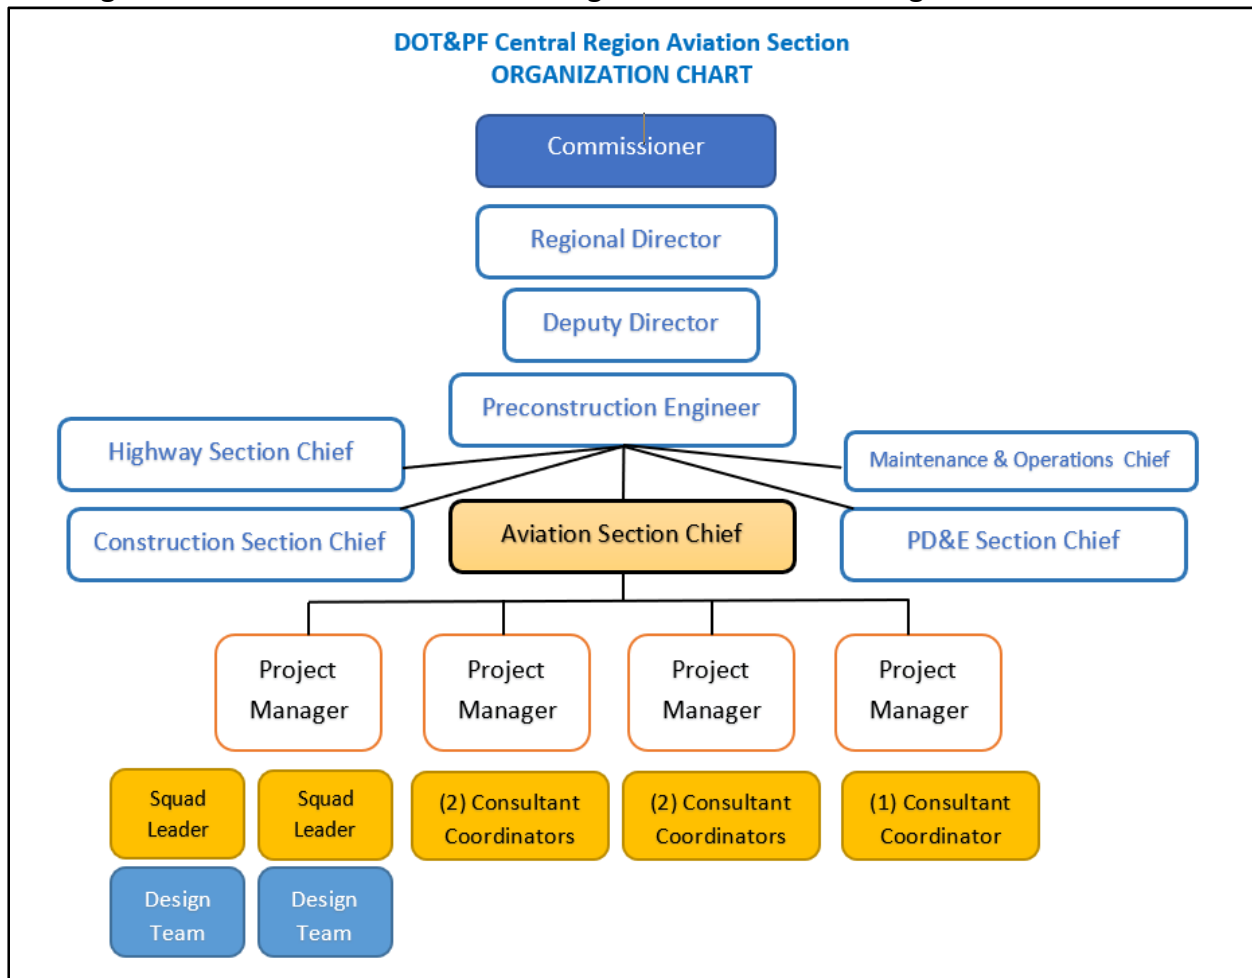 DOT&PF Central Region Aviation Section
ORGANIZATION CHART
Commissioner
Regional Director
Deputy Director
Preconstruction Engineer
Highway Section Chief
Maintenance & Operations Chief
Construction Section Chief
Aviation Section Chief
PD&E Section Chief
Project
Manager
Project
Manager
Project
Manager
Project
Manager
Squad
Leader
Squad
Leader
(2) Consultant
Coordinators
(2) Consultant
Coordinators
(1) Consultant
Coordinator
Design
Team
Design
Team